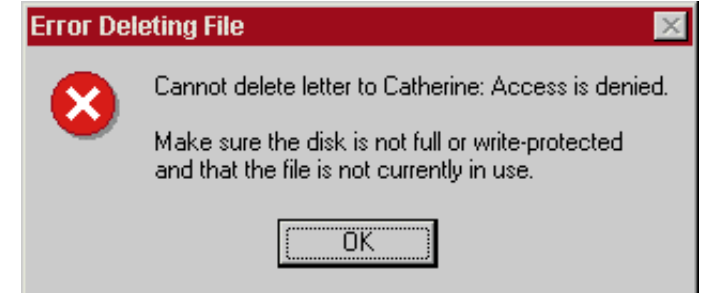 Error Deleting File
Cannot delete letter to Catherine: Access is denied.
Make sure the disk is not full or write-protected
and that the file is not currently in use.
OK